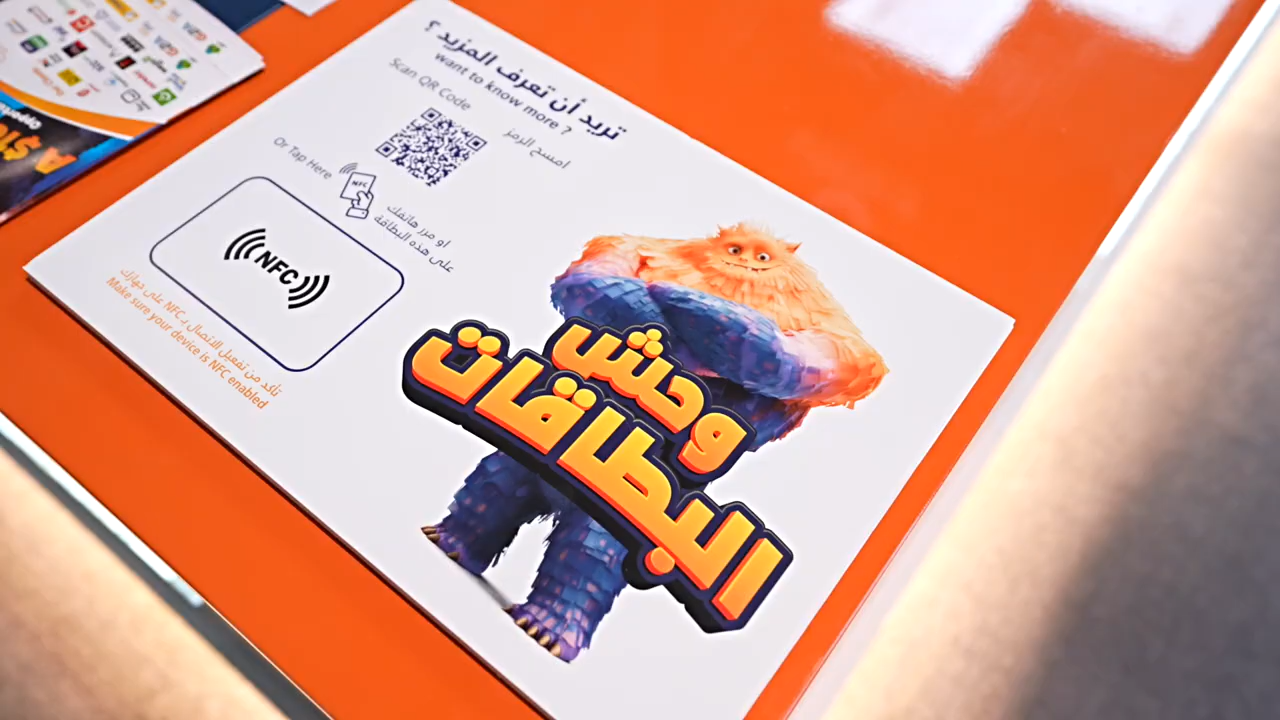 تريد أن تعرف المزيد ؟
want to know more ?
Scan QR Code
امسح الرمز
Or Tap Here
NFC
او مرر هاتفك
على هذه البطاقة
NFC
تأكد من تفعيل الاتصال بـ NFC على جهازك
Make sure your device is NFC enabled
وحش
البطاقات